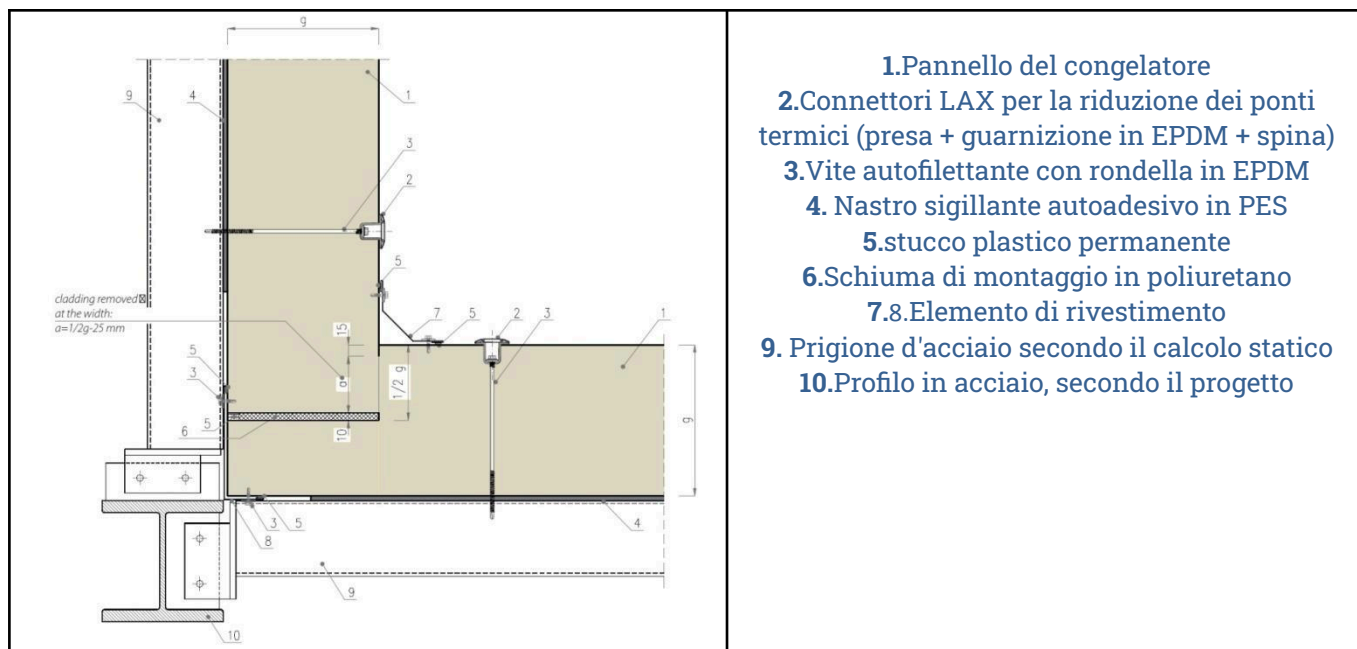 g
9
4
1
3
2
5
cladding removed
at the width:
a=1/2g-25 mm
15
7
5
2
3
1
5
3
a
1/2 g
g
5
6
10
3
5
8
4
9
10
1.Pannello del congelatore
2.Connettori LAX per la riduzione dei ponti
termici (presa + guarnizione in EPDM + spina)
3.Vite autofilettante con rondella in EPDM
4. Nastro sigillante autoadesivo in PES
5.stucco plastico permanente
6.Schiuma di montaggio in poliuretano
7.8.Elemento di rivestimento
9. Prigione d'acciaio secondo il calcolo statico
10.Profilo in acciaio, secondo il progetto